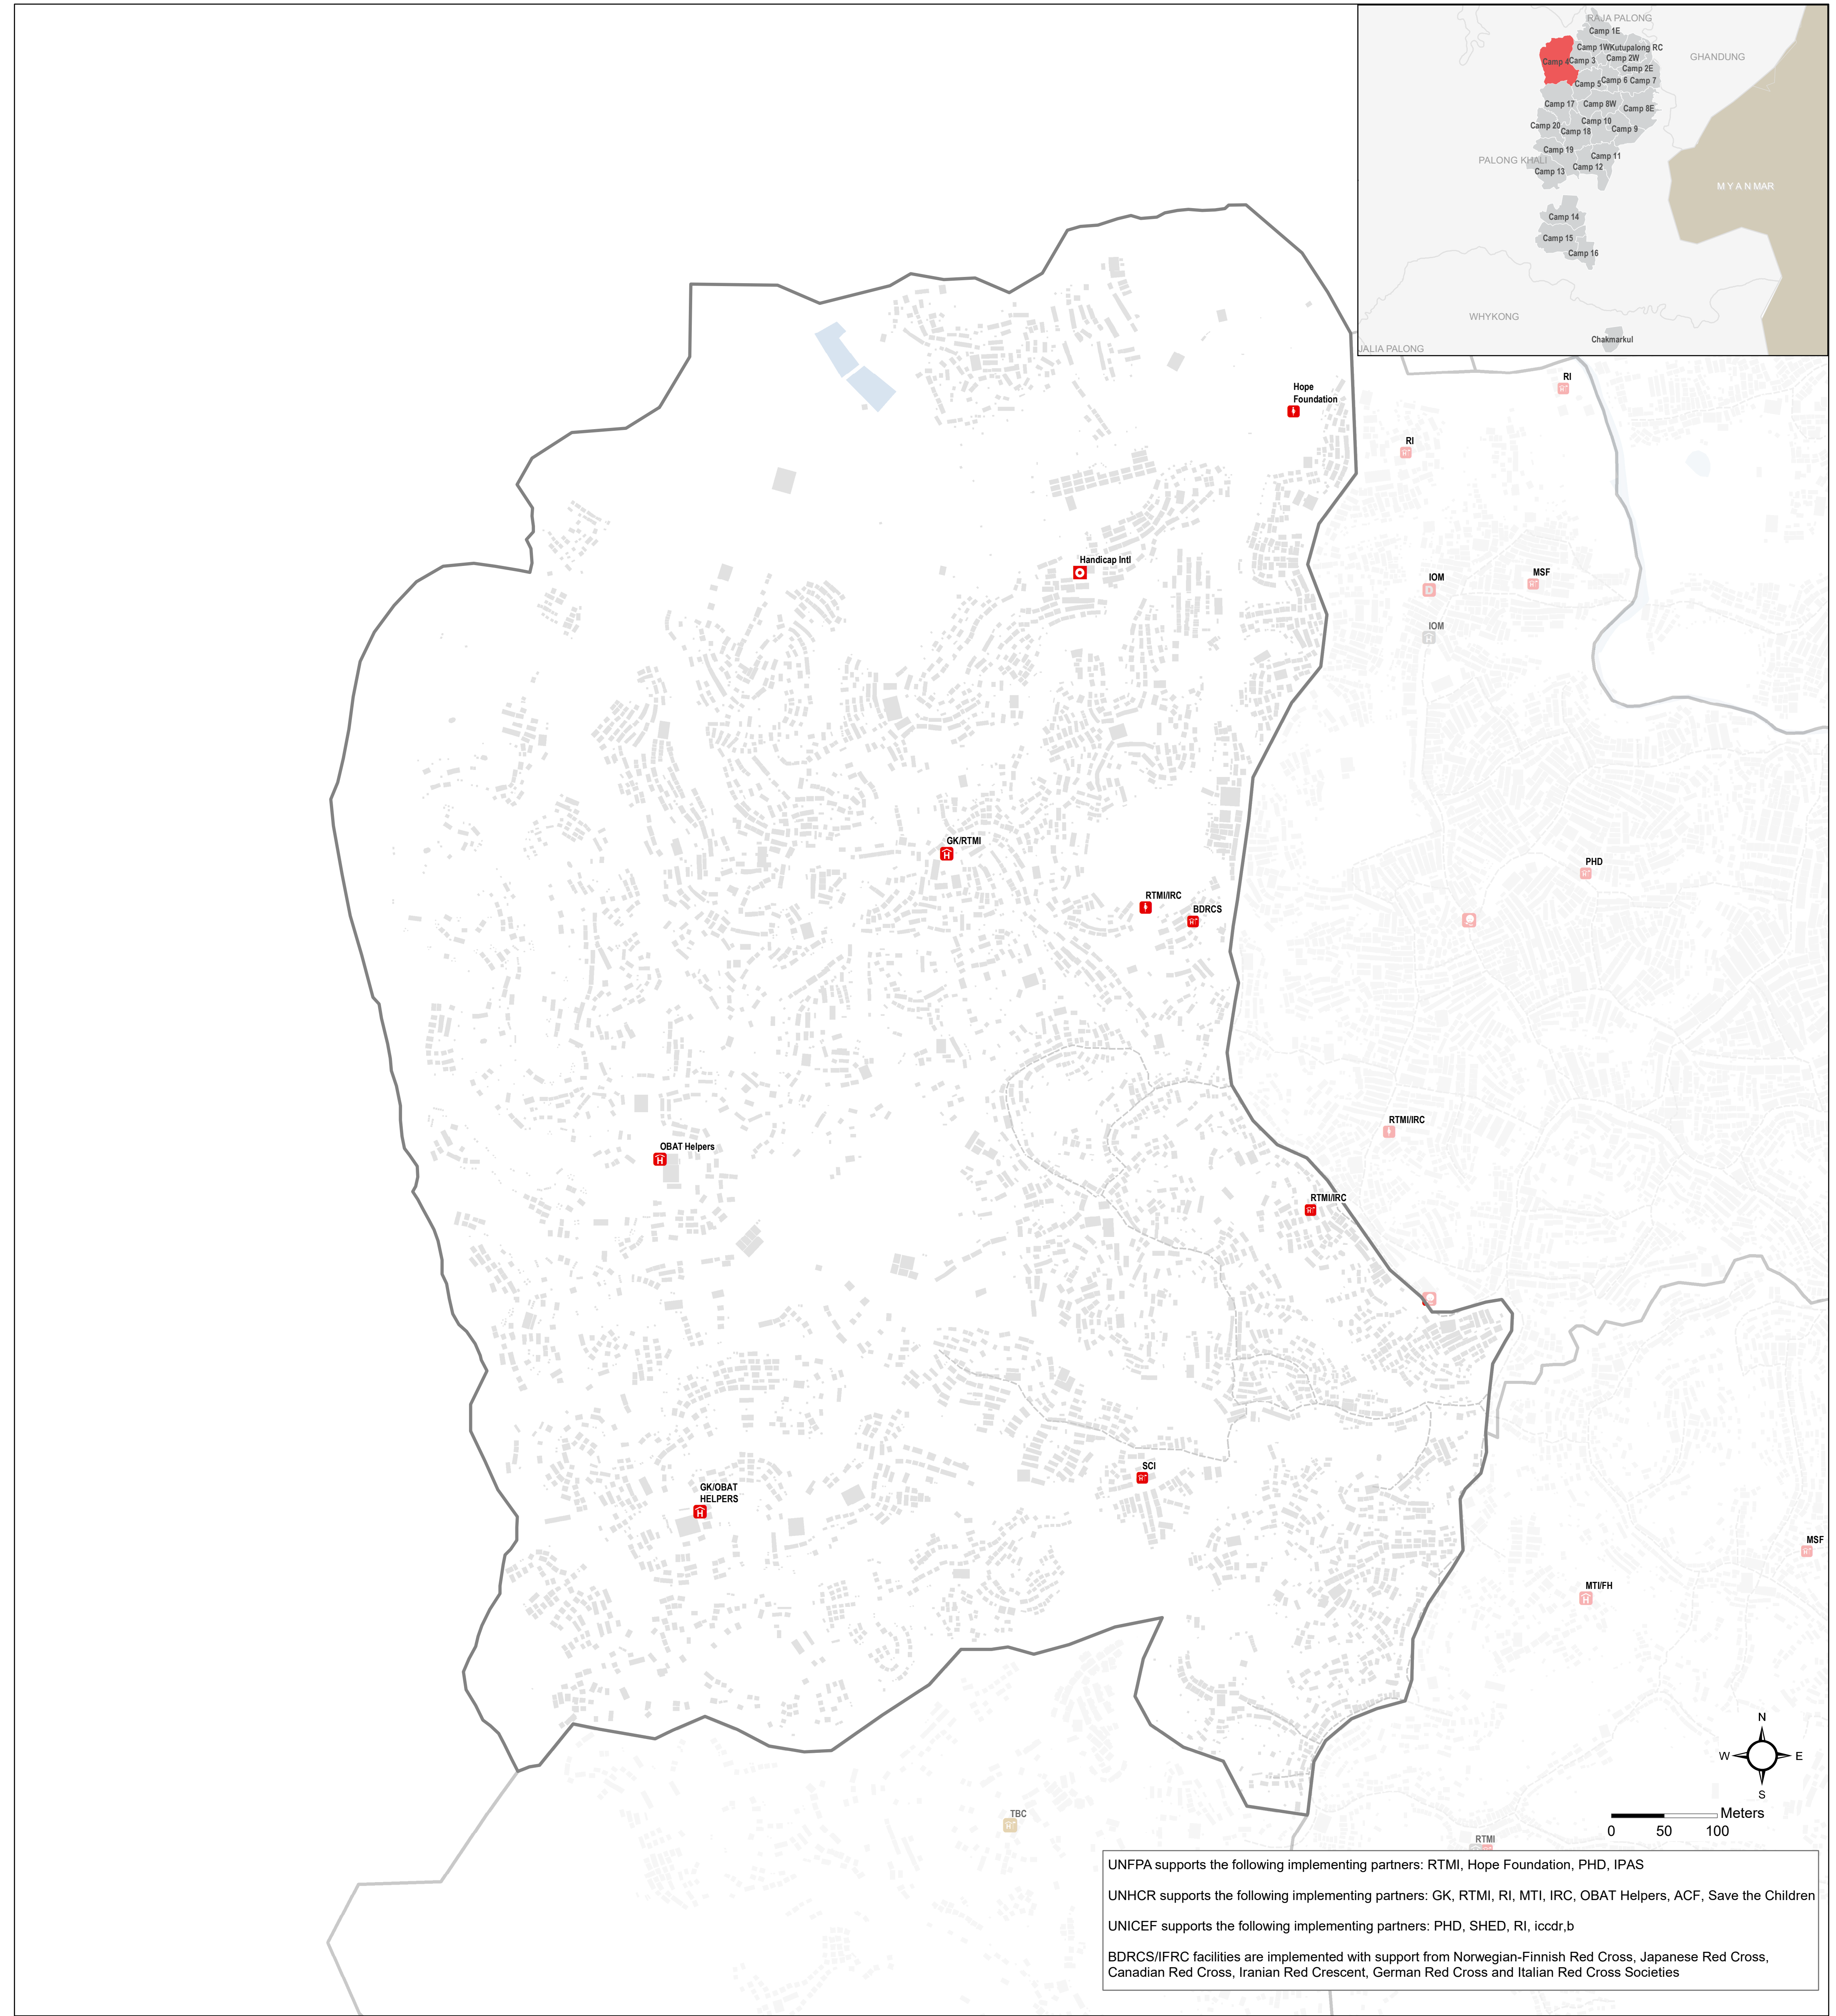 RAJA PALONG
Camp 1E
Camp 1W
Kutupalong RC
GHANDUNG
Camp 4
Camp 3
Camp 2W
Camp 2E
Camp 5
Camp 6
Camp 7
Camp 17
Camp 8W
Camp 8E
Camp 20
Camp 10
Camp 18
Camp 9
Camp 19
PALONG KHALI
Camp 11
Camp 12
Camp 13
M Y A N MAR
Camp 14
Camp 15
Camp 16
WHYKONG
Chakmarkul
JALIA PALONG
RI
Hope
Foundation
RI
Handicap Intl
IOM
MSF
IOM
GK/RTMI
PHD
RTMI/IRC
BDRCS
RTMI/IRC
OBAT Helpers
RTMI/IRC
SCI
GK/OBAT
HELPERS
MSF
MTI/FH
N
W
E
S
TBC
Meters
0 50 100
RTMI
UNFPA supports the following implementing partners: RTMI, Hope Foundation, PHD, IPAS
UNHCR supports the following implementing partners: GK, RTMI, RI, MTI, IRC, OBAT Helpers, ACF, Save the Children
UNICEF supports the following implementing partners: PHD, SHED, RI, iccdr,b
BDRCS/IFRC facilities are implemented with support from Norwegian-Finnish Red Cross, Japanese Red Cross,
Canadian Red Cross, Iranian Red Crescent, German Red Cross and Italian Red Cross Societies